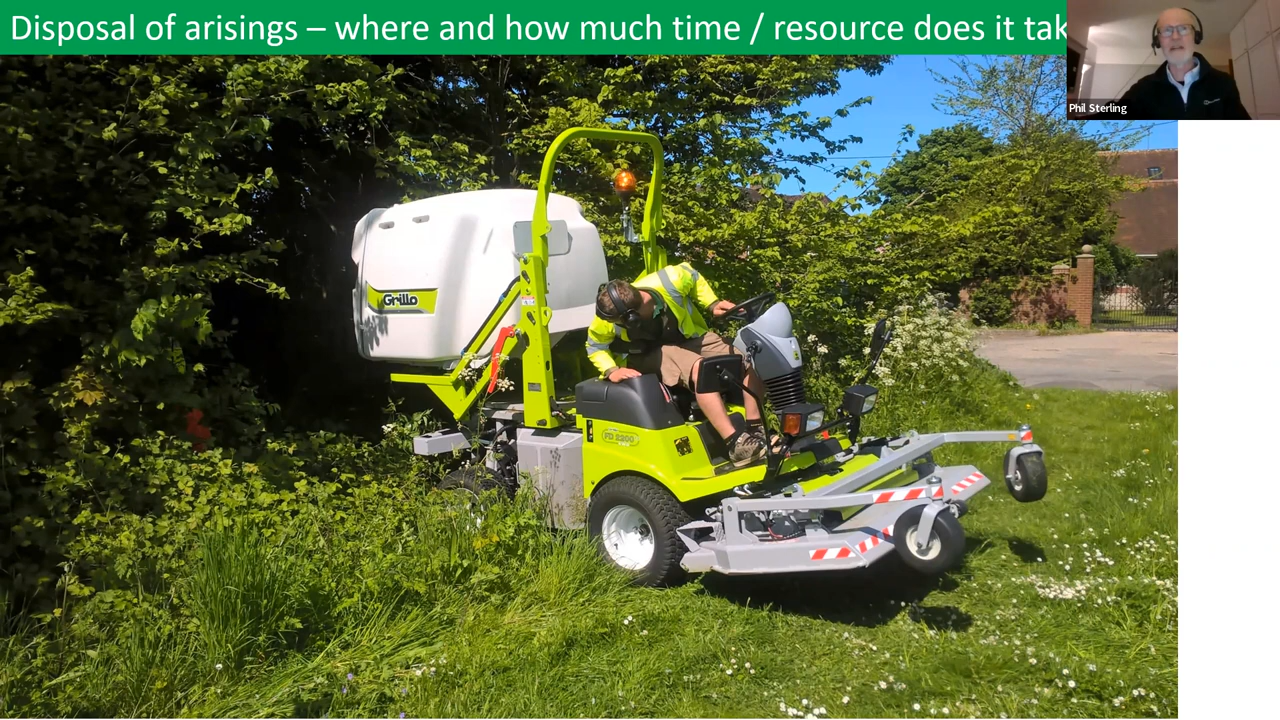 Disposal of arisings – where and how much time / resource does it tak
Phil Sterling
Grillo
FD 2200